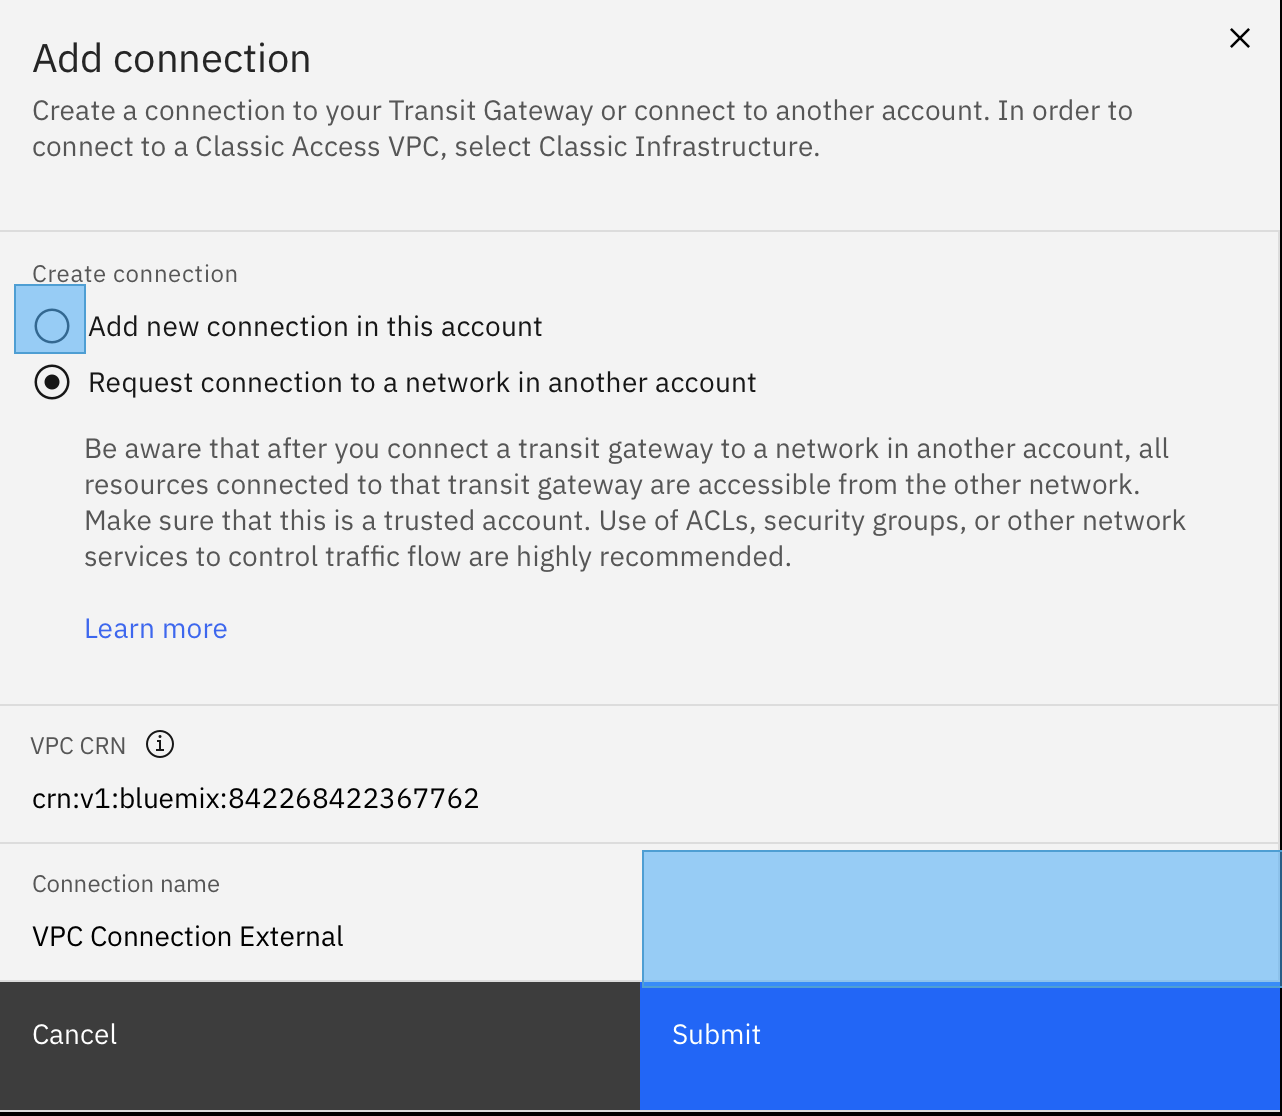 Add connection
Create a connection to your Transit Gateway or connect to another account. In order to
connect to a Classic Access VPC, select Classic Infrastructure.
Create connection
Add new connection in this account
Request connection to a network in another account
Be aware that after you connect a transit gateway to a network in another account, all
resources connected to that transit gateway are accessible from the other network.
Make sure that this is a trusted account. Use of ACLs, security groups, or other network
services to control traffic flow are highly recommended.
Learn more
VPC CRN
crn:v1:bluemix:842268422367762
Connection name
VPC Connection External
Cancel
Submit